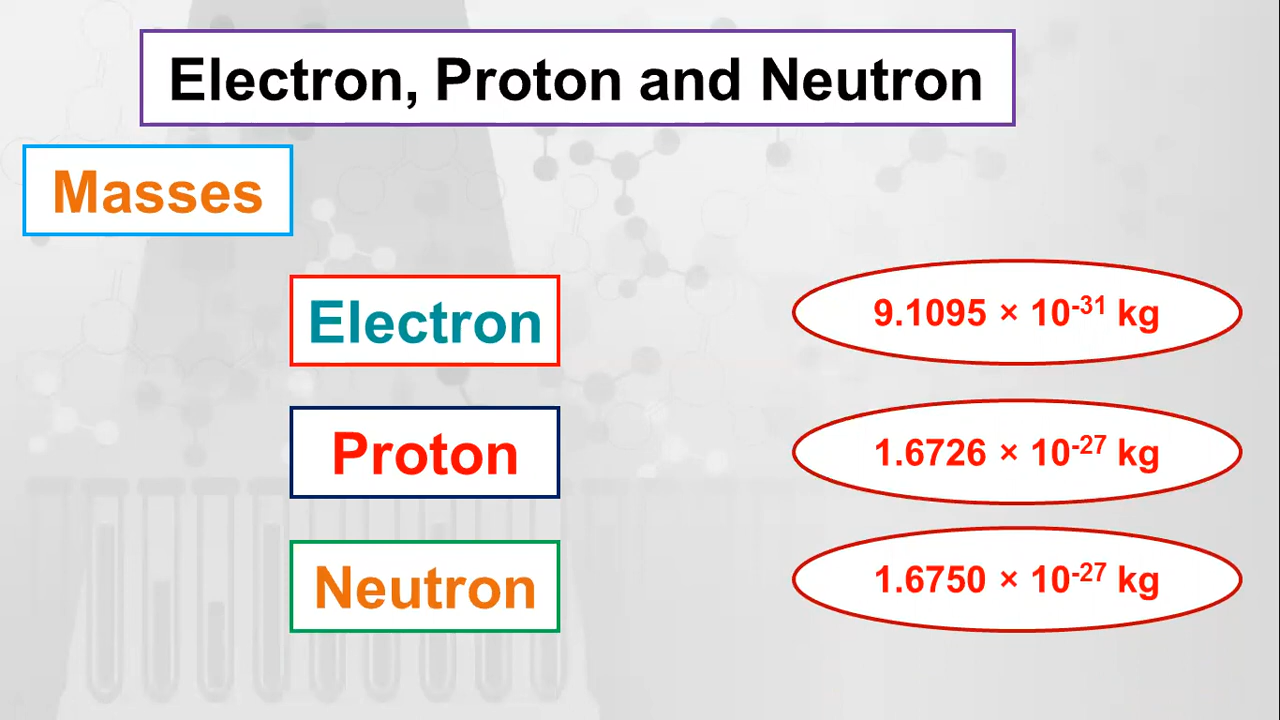 Electron, Proton and Neutron
Masses
Electron 9.1095 × 10⁻³¹ kg
Proton 1.6726 × 10⁻²⁷ kg
Neutron 1.6750 × 10⁻²⁷ kg